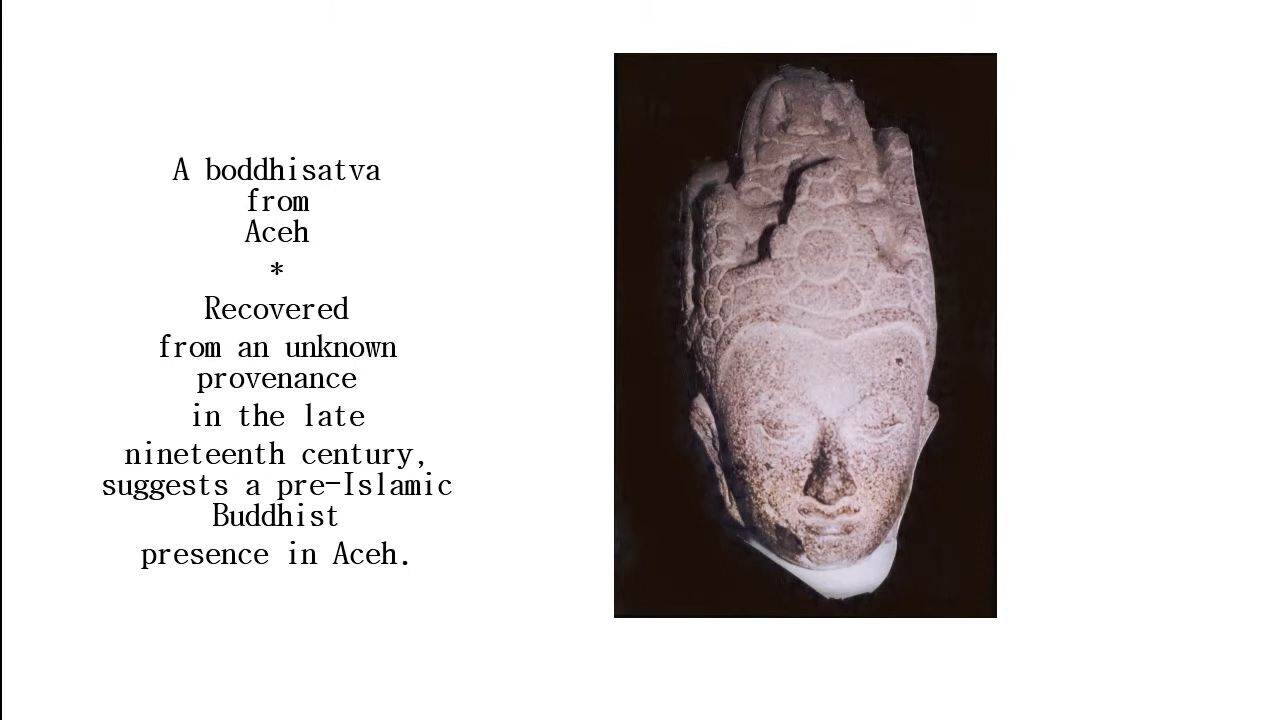 A boddhisatva
from
Aceh
*
Recovered
from an unknown
provenance
in the late
nineteenth century,
suggests a pre-Islamic
Buddhist
presence in Aceh.